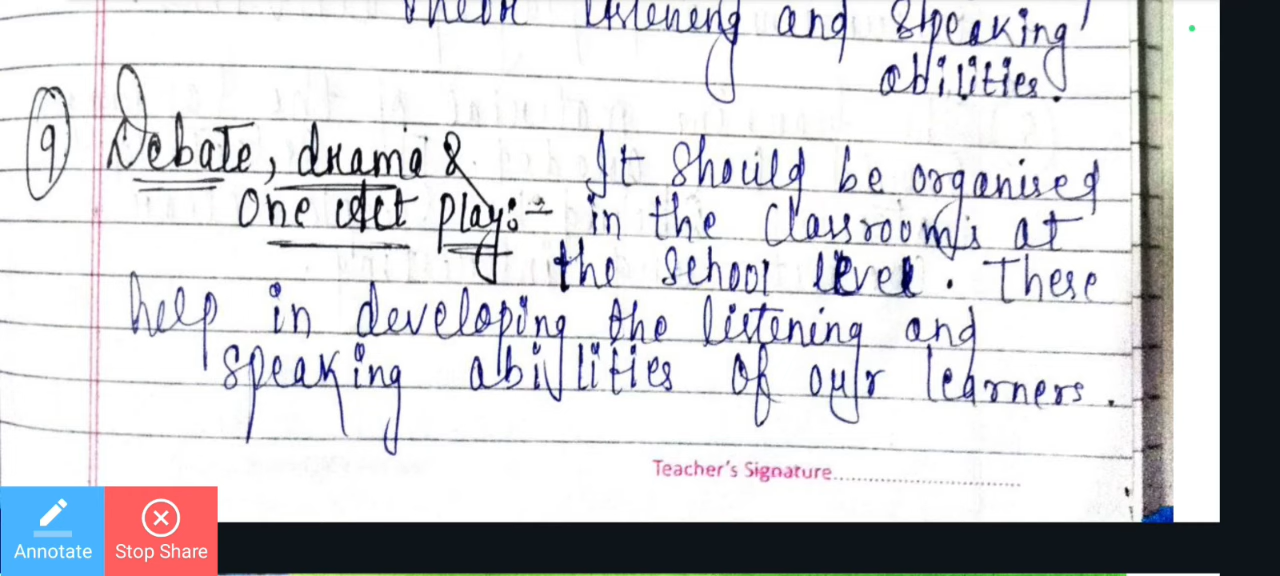 their listening and speaking
abilities.
9 Debate, drama & It should be organised
One Act Play:- in the classroom/s at
the school level. These
help in developing the listening and
speaking abilities of our learners.
Teacher's Signature
Annotate Stop Share